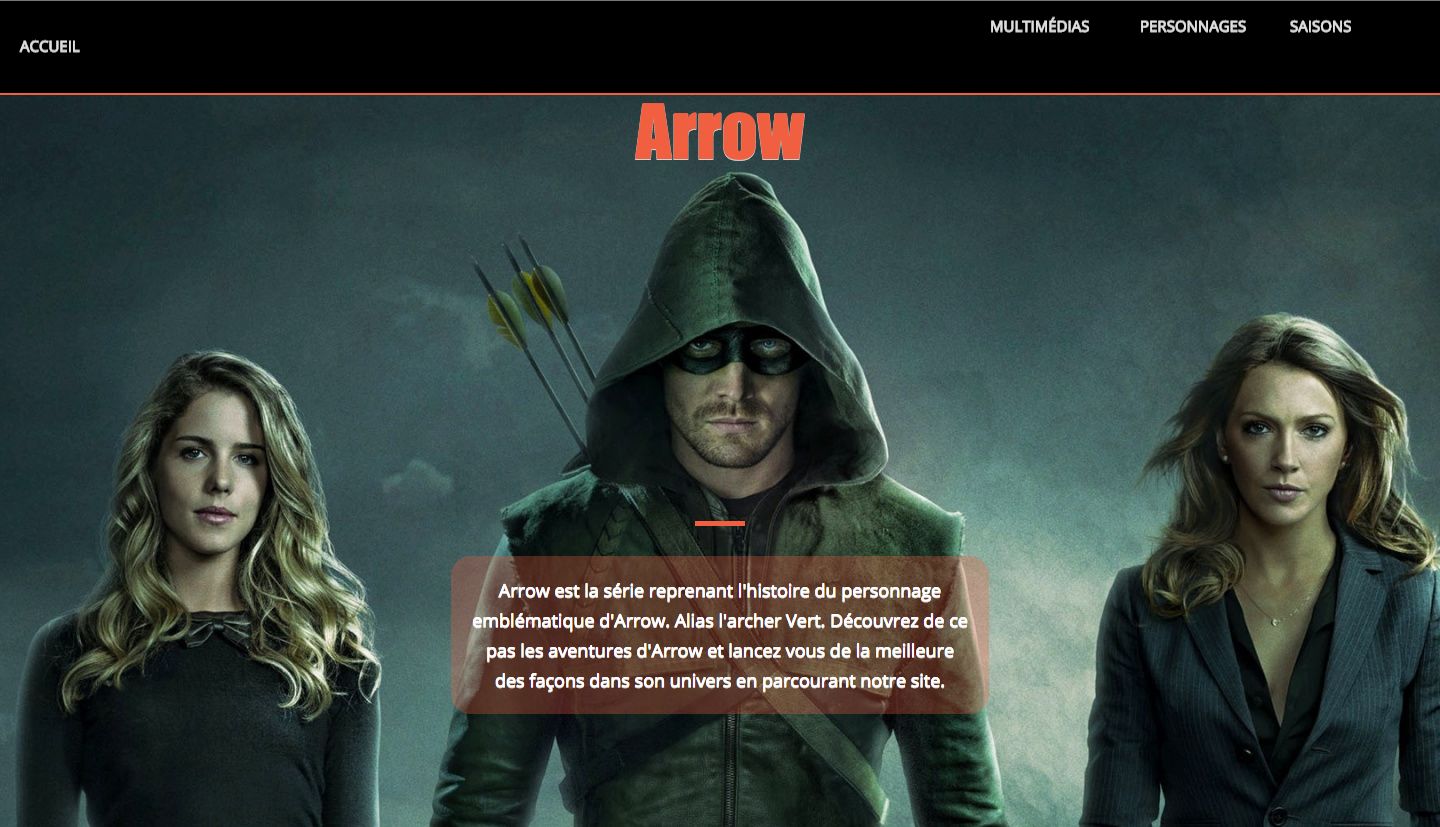 ACCUEIL
MULTIMÉDIAS PERSONNAGES SAISONS
Arrow
Arrow est la série reprenant l'histoire du personnage
emblématique d'Arrow. Alias l'archer Vert. Découvrez de ce
pas les aventures d'Arrow et lancez vous de la meilleure
des façons dans son univers en parcourant notre site.